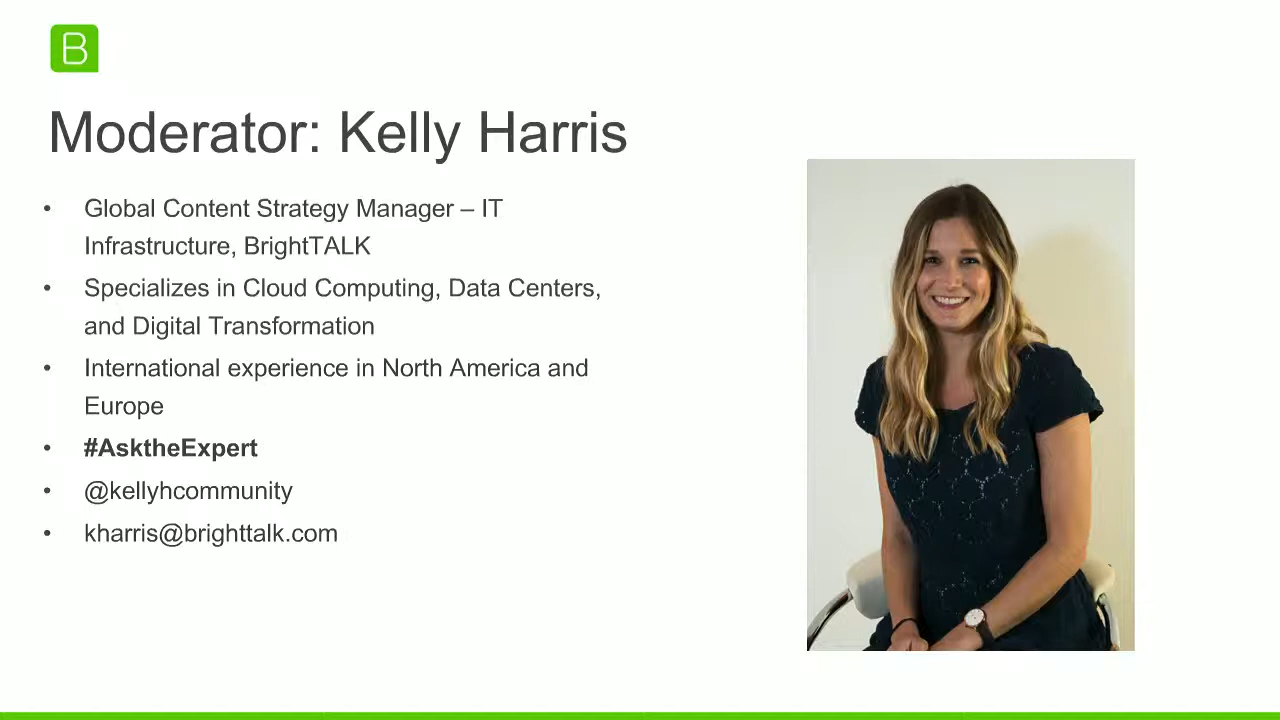 B
Moderator: Kelly Harris
• Global Content Strategy Manager – IT
Infrastructure, BrightTALK
• Specializes in Cloud Computing, Data Centers,
and Digital Transformation
• International experience in North America and
Europe
• #AsktheExpert
• @kellyhcommunity
• kharris@brighttalk.com